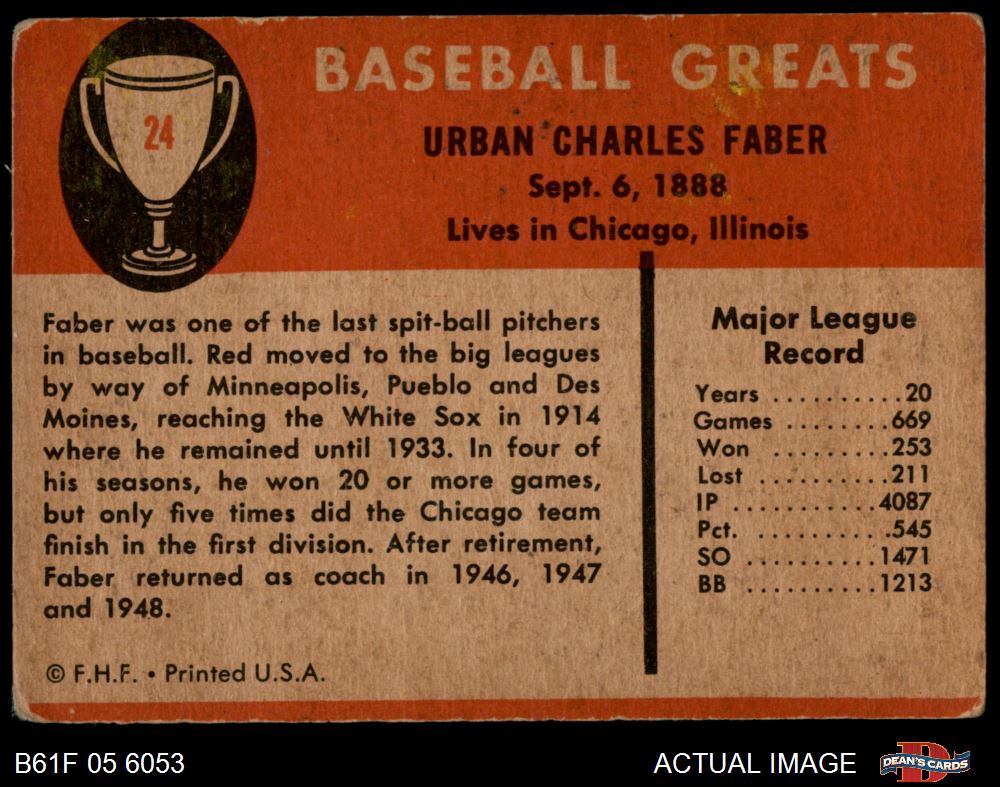 24
BASEBALL GREATS
URBAN CHARLES FABER
Sept. 6, 1888
Lives in Chicago, Illinois
Faber was one of the last spit-ball pitchers
in baseball. Red moved to the big leagues
by way of Minneapolis, Pueblo and Des
Moines, reaching the White Sox in 1914
where he remained until 1933. In four of
his seasons, he won 20 or more games,
but only five times did the Chicago team
finish in the first division. After retirement,
Faber returned as coach in 1946, 1947
and 1948.
© F.H.F. • Printed U.S.A.
Major League
Record
Years ..........20
Games ........669
Won .........253
Lost ..........211
IP ...........4087
Pct. ..........545
SO ..........1471
BB ..........1213
B61F 05 6053
ACTUAL IMAGE
D
DEAN'S CARDS